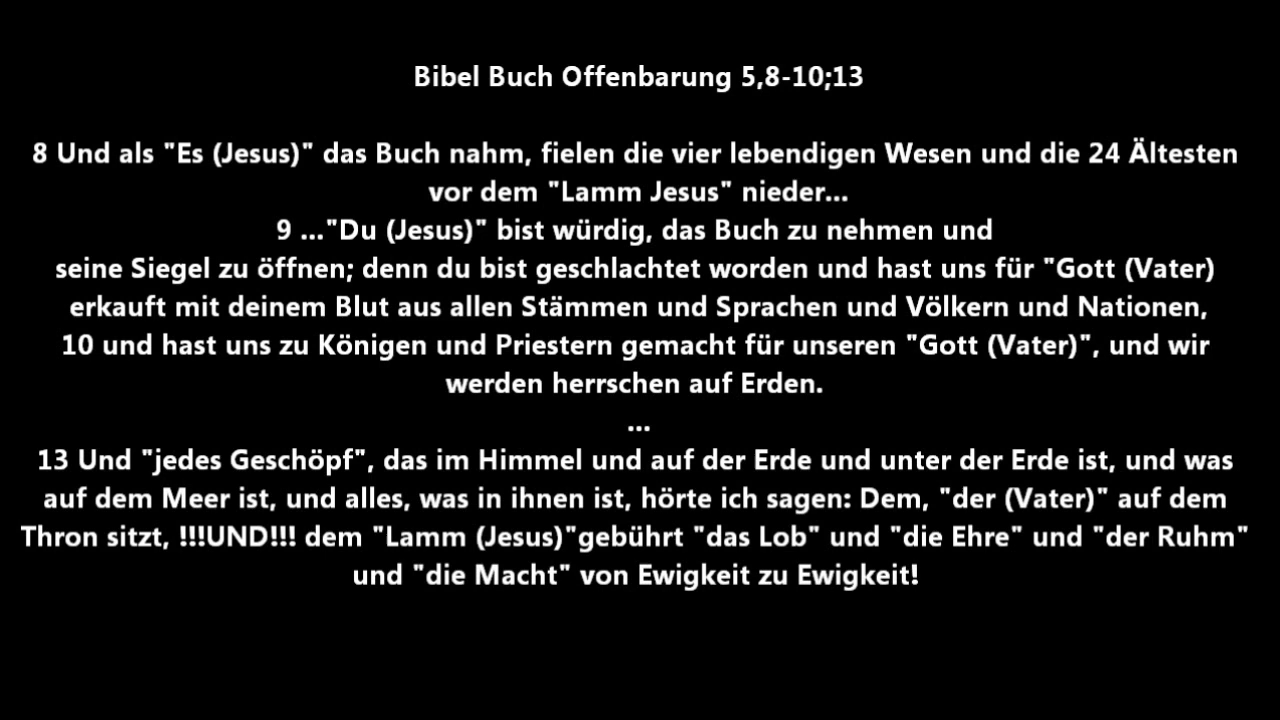 Bibel Buch Offenbarung 5,8-10;13
8 Und als "Es (Jesus)" das Buch nahm, fielen die vier lebendigen Wesen und die 24 Ältesten
vor dem "Lamm Jesus" nieder...
9 ..."Du (Jesus)" bist würdig, das Buch zu nehmen und
seine Siegel zu öffnen; denn du bist geschlachtet worden und hast uns für "Gott (Vater)
erkauft mit deinem Blut aus allen Stämmen und Sprachen und Völkern und Nationen,
10 und hast uns zu Königen und Priestern gemacht für unseren "Gott (Vater)", und wir
werden herrschen auf Erden.
...
13 Und "jedes Geschöpf", das im Himmel und auf der Erde und unter der Erde ist, und was
auf dem Meer ist, und alles, was in ihnen ist, hörte ich sagen: Dem, "der (Vater)" auf dem
Thron sitzt, !!!UND!!! dem "Lamm (Jesus)"gebührt "das Lob" und "die Ehre" und "der Ruhm"
und "die Macht" von Ewigkeit zu Ewigkeit!